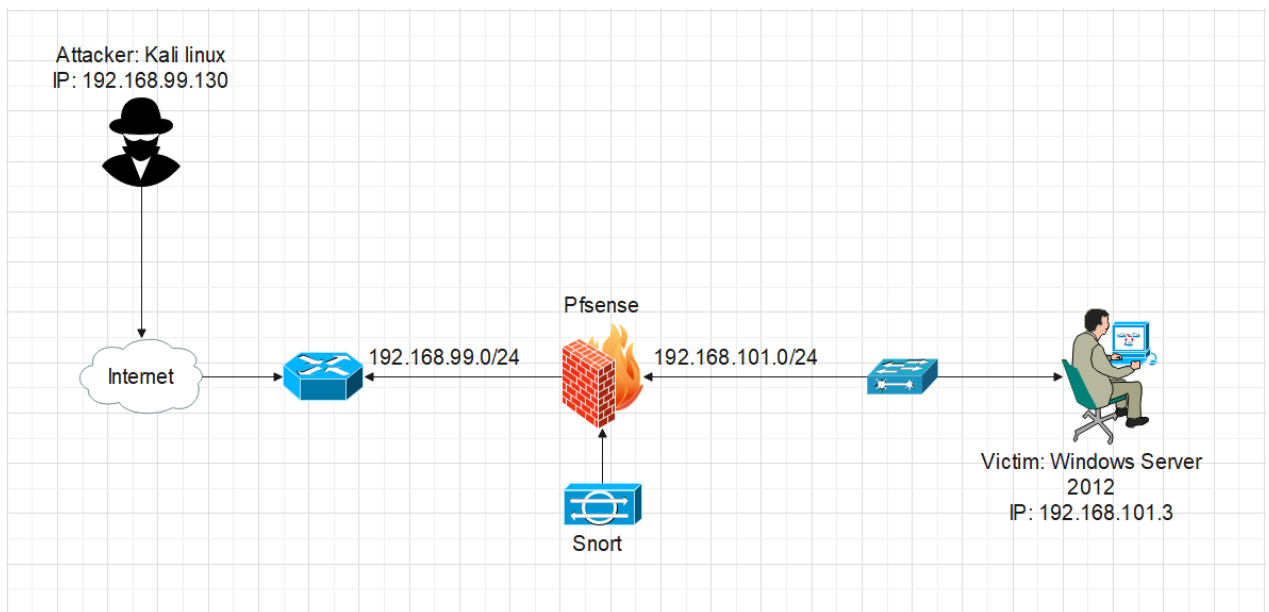 Attacker: Kali linux
IP: 192.168.99.130
Pfsense
Internet
192.168.99.0/24
192.168.101.0/24
Victim: Windows Server
2012
IP: 192.168.101.3
Snort